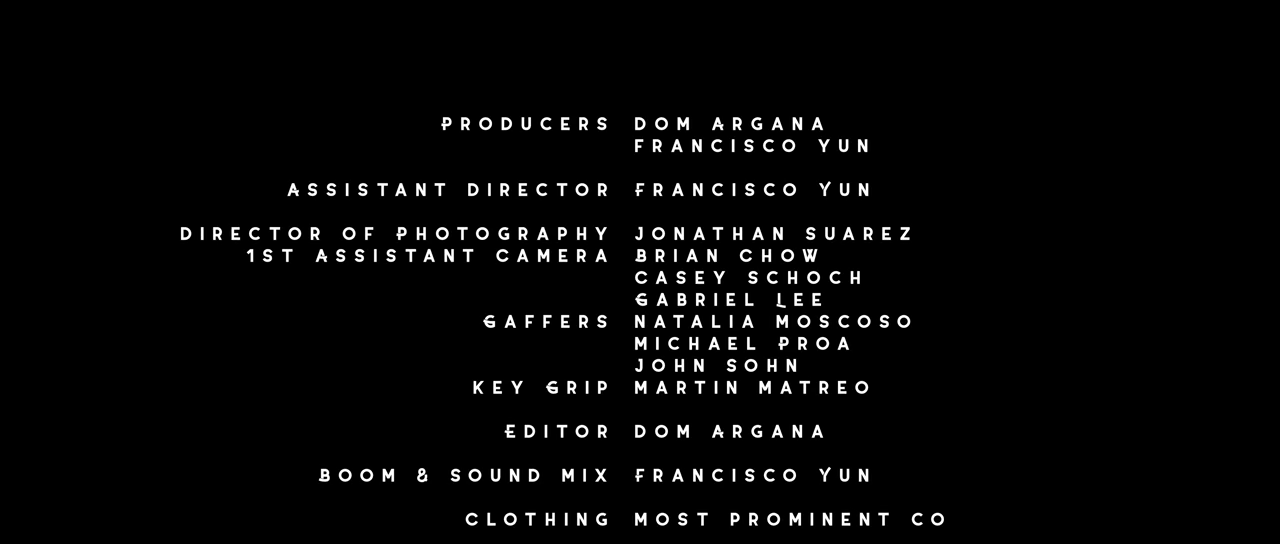 PRODUCERS DOM ARGANA
FRANCISCO YUN
ASSISTANT DIRECTOR FRANCISCO YUN
DIRECTOR OF PHOTOGRAPHY JONATHAN SUAREZ
1ST ASSISTANT CAMERA BRIAN CHOW
CASEY SCHOCH
GABRIEL LEE
GAFFERS NATALIA MOSCOSO
MICHAEL PROA
JOHN SOHN
KEY GRIP MARTIN MATREO
EDITOR DOM ARGANA
BOOM & SOUND MIX FRANCISCO YUN
CLOTHING MOST PROMINENT CO